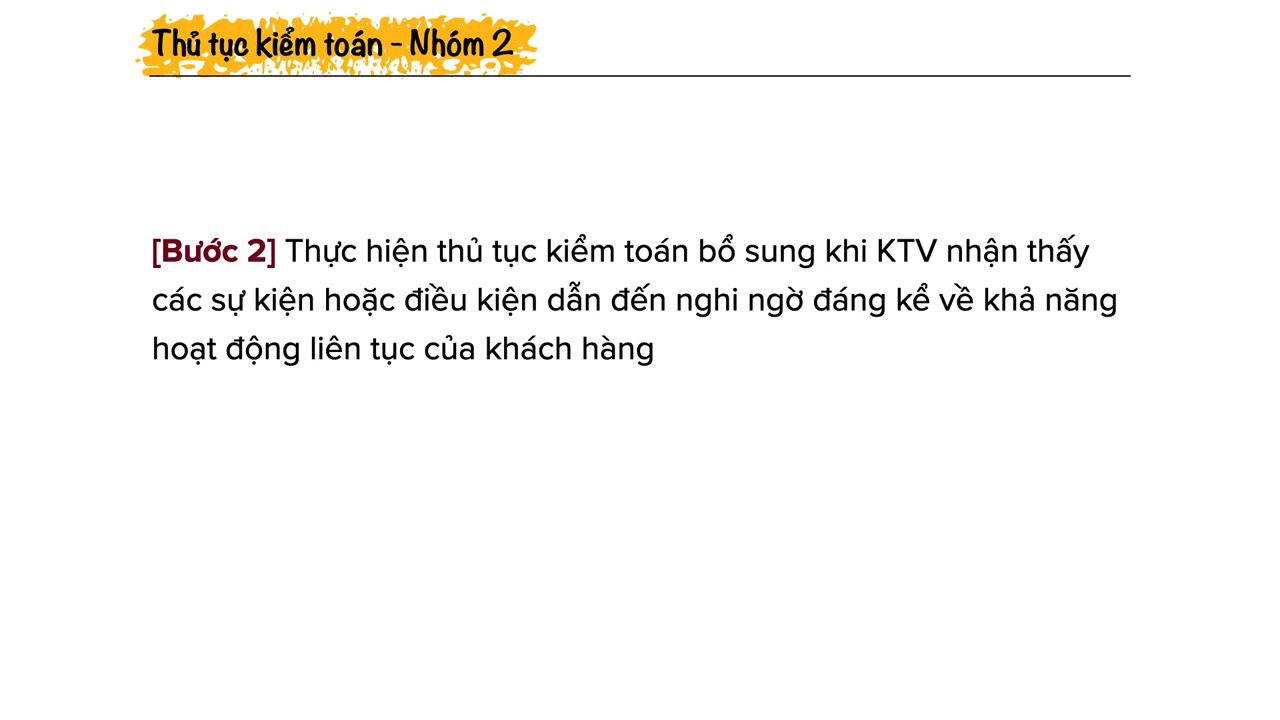 Thủ tục kiểm toán - Nhóm 2
[Bước 2] Thực hiện thủ tục kiểm toán bổ sung khi KTV nhận thấy
các sự kiện hoặc điều kiện dẫn đến nghi ngờ đáng kể về khả năng
hoạt động liên tục của khách hàng